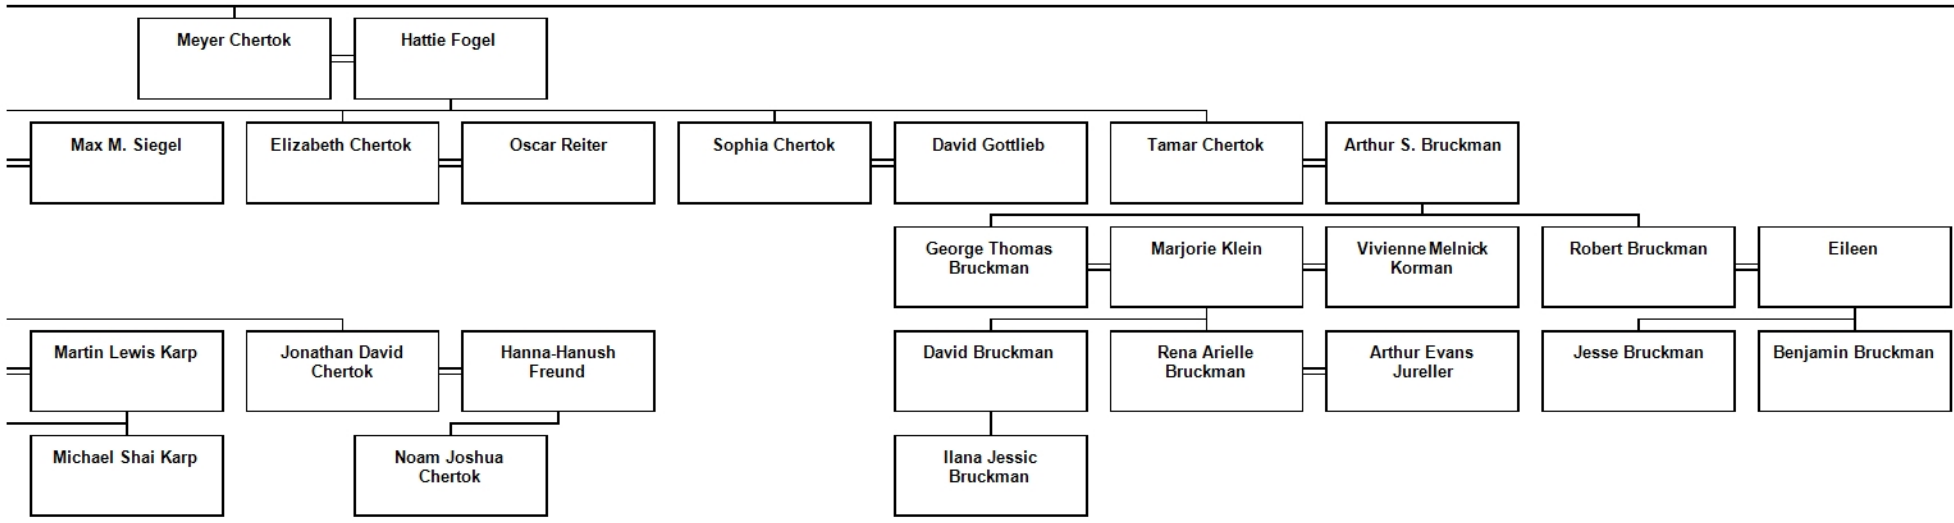 Meyer Chertok
Hattie Fogel
Max M. Siegel
Elizabeth Chertok
Oscar Reiter
Sophia Chertok
David Gottlieb
Tamar Chertok
Arthur S. Bruckman
George Thomas
Bruckman
Marjorie Klein
Vivienne Melnick
Korman
Robert Bruckman
Eileen
Martin Lewis Karp
Jonathan David
Chertok
Hanna-Hanush
Freund
David Bruckman
Rena Arielle
Bruckman
Arthur Evans
Jureller
Jesse Bruckman
Benjamin Bruckman
Michael Shai Karp
Noam Joshua
Chertok
Ilana Jessic
Bruckman